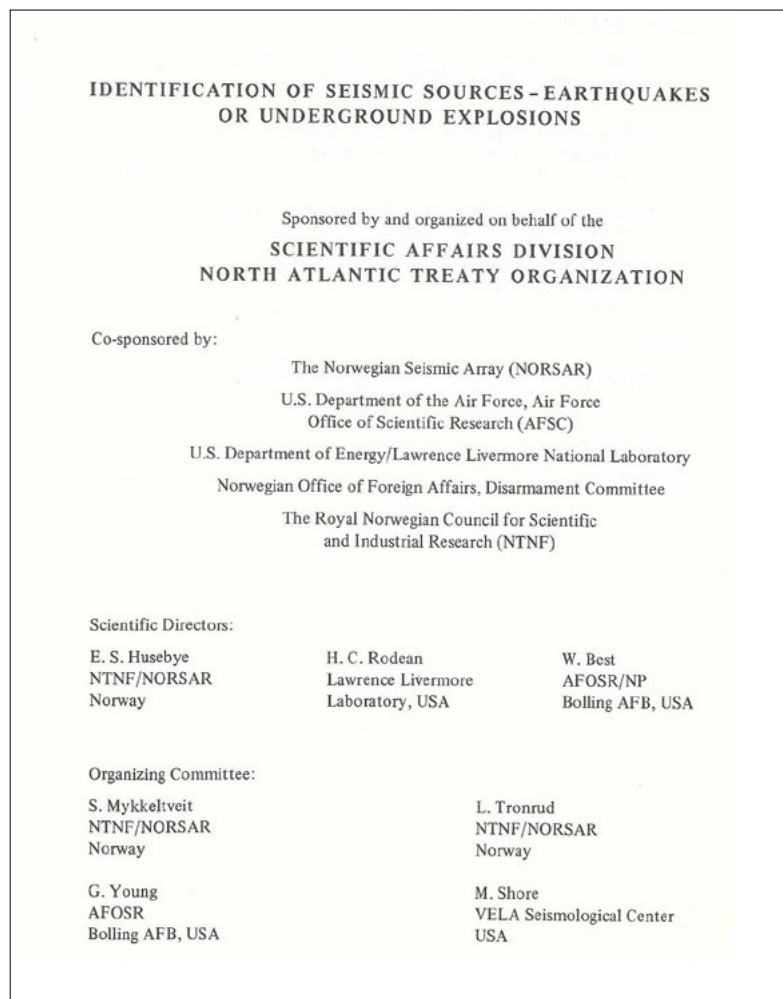 IDENTIFICATION OF SEISMIC SOURCES – EARTHQUAKES
OR UNDERGROUND EXPLOSIONS
Sponsored by and organized on behalf of the
SCIENTIFIC AFFAIRS DIVISION
NORTH ATLANTIC TREATY ORGANIZATION
Co-sponsored by:
The Norwegian Seismic Array (NORSAR)
U.S. Department of the Air Force, Air Force
Office of Scientific Research (AFSC)
U.S. Department of Energy/Lawrence Livermore National Laboratory
Norwegian Office of Foreign Affairs, Disarmament Committee
The Royal Norwegian Council for Scientific
and Industrial Research (NTNF)
Scientific Directors:
E. S. Husebye
NTNF/NORSAR
Norway
H. C. Rodean
Lawrence Livermore
Laboratory, USA
W. Best
AFOSR/NP
Bolling AFB, USA
Organizing Committee:
S. Mykkeltveit
NTNF/NORSAR
Norway
L. Tronrud
NTNF/NORSAR
Norway
G. Young
AFOSR
Bolling AFB, USA
M. Shore
VELA Seismological Center
USA